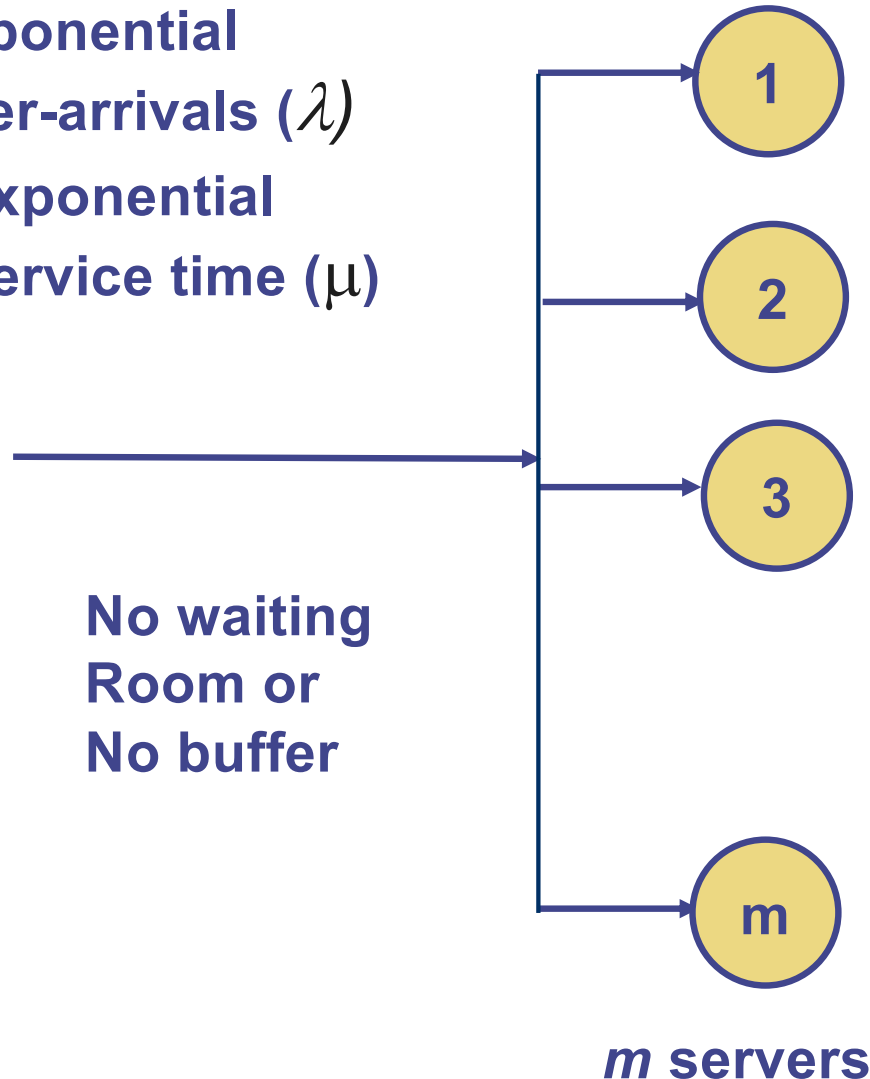 ponential
er-arrivals (λ)
xponential
ervice time (μ)
1
2
3
No waiting
Room or
No buffer
m
m servers